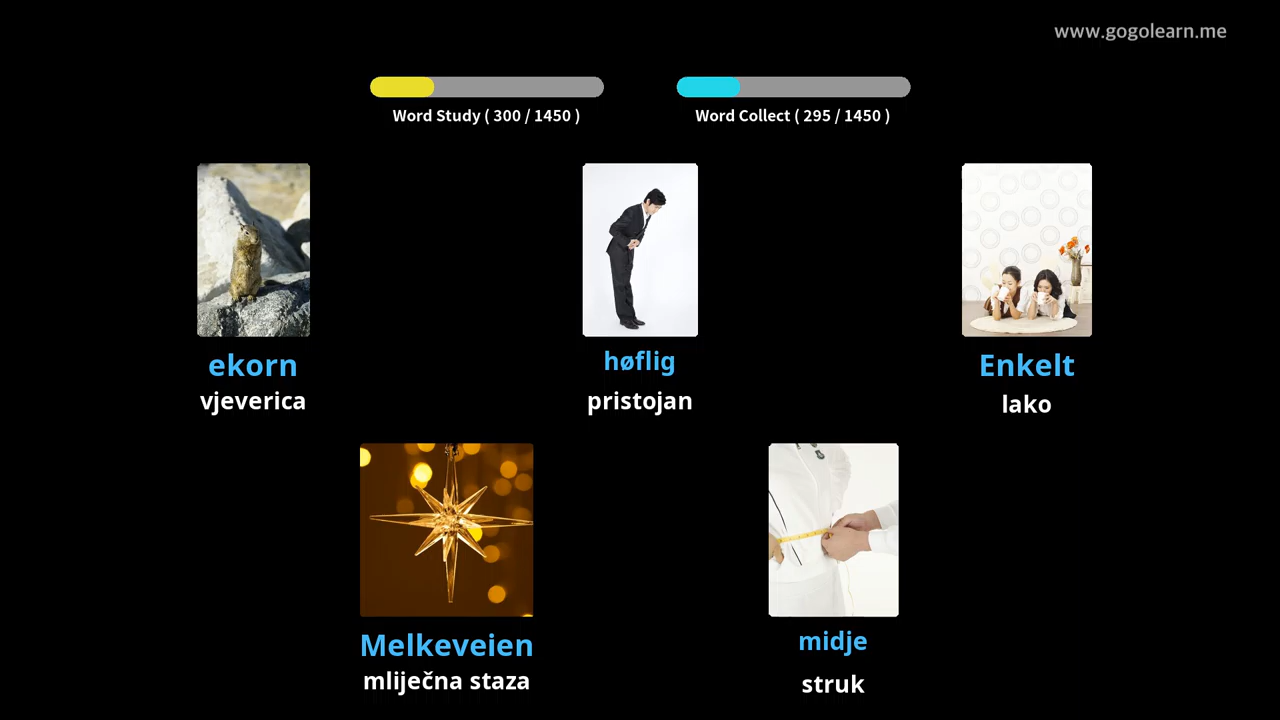 www.gogolearn.me
Word Study ( 300 / 1450 )
Word Collect ( 295 / 1450 )
ekorn
vjeverica
høflig
pristojan
Enkelt
lako
Melkeveien
mliječna staza
midje
struk